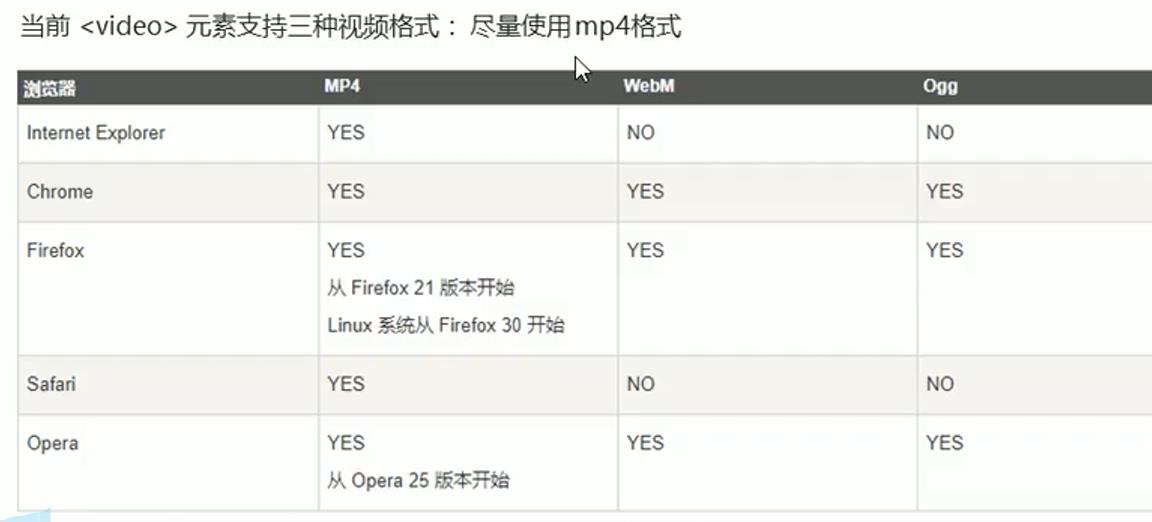 当前 <video> 元素支持三种视频格式： 尽量使用mp4格式
浏览器 MP4 WebM Ogg
Internet Explorer YES NO NO
Chrome YES YES YES
Firefox YES YES YES
从 Firefox 21 版本开始
Linux 系统从 Firefox 30 开始
Safari YES NO NO
Opera YES YES YES
从 Opera 25 版本开始